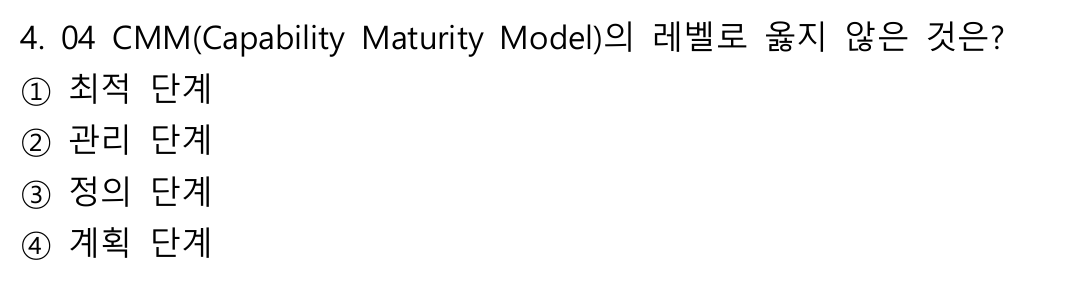 4. 04 CMM(Capability Maturity Model)의 레벨로 옳지 않은 것은?
① 최적 단계
② 관리 단계
③ 정의 단계
④ 계획 단계